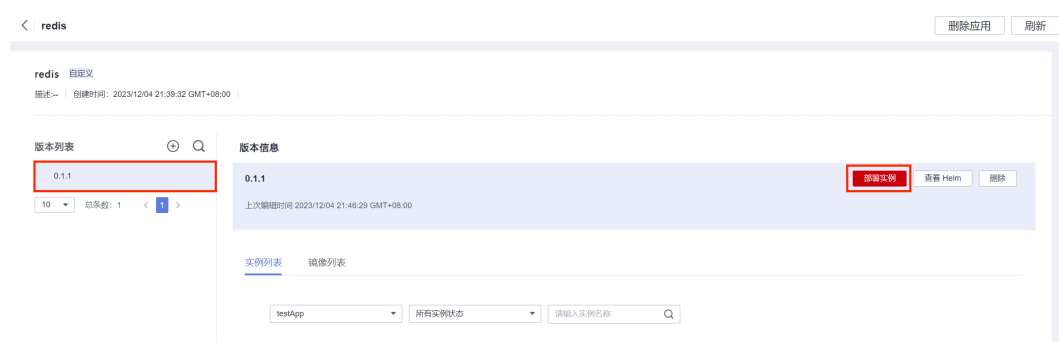 redis 删除应用 刷新
redis 自定义
描述:-- 创建时间：2023/12/04 21:39:32 GMT+08:00
版本列表
0.1.1
10 总条数：1 < 1 >
版本信息
0.1.1 部署实例 查看 Helm 删除
上次编辑时间 2023/12/04 21:46:29 GMT+08:00
实例列表 镜像列表
testApp 所有实例状态 请输入实例名称